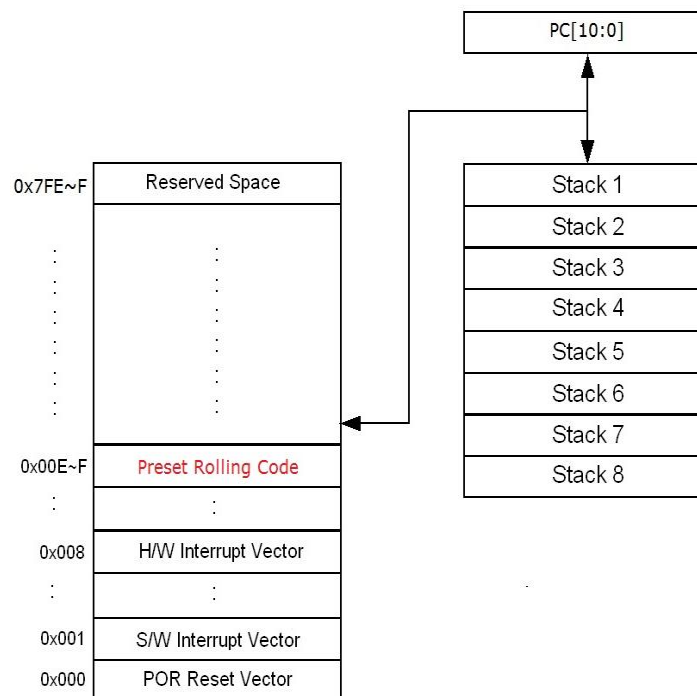 PC[10:0]
0x7FE~F Reserved Space
0x00E~F Preset Rolling Code
0x008 H/W Interrupt Vector
0x001 S/W Interrupt Vector
0x000 POR Reset Vector
Stack 1
Stack 2
Stack 3
Stack 4
Stack 5
Stack 6
Stack 7
Stack 8